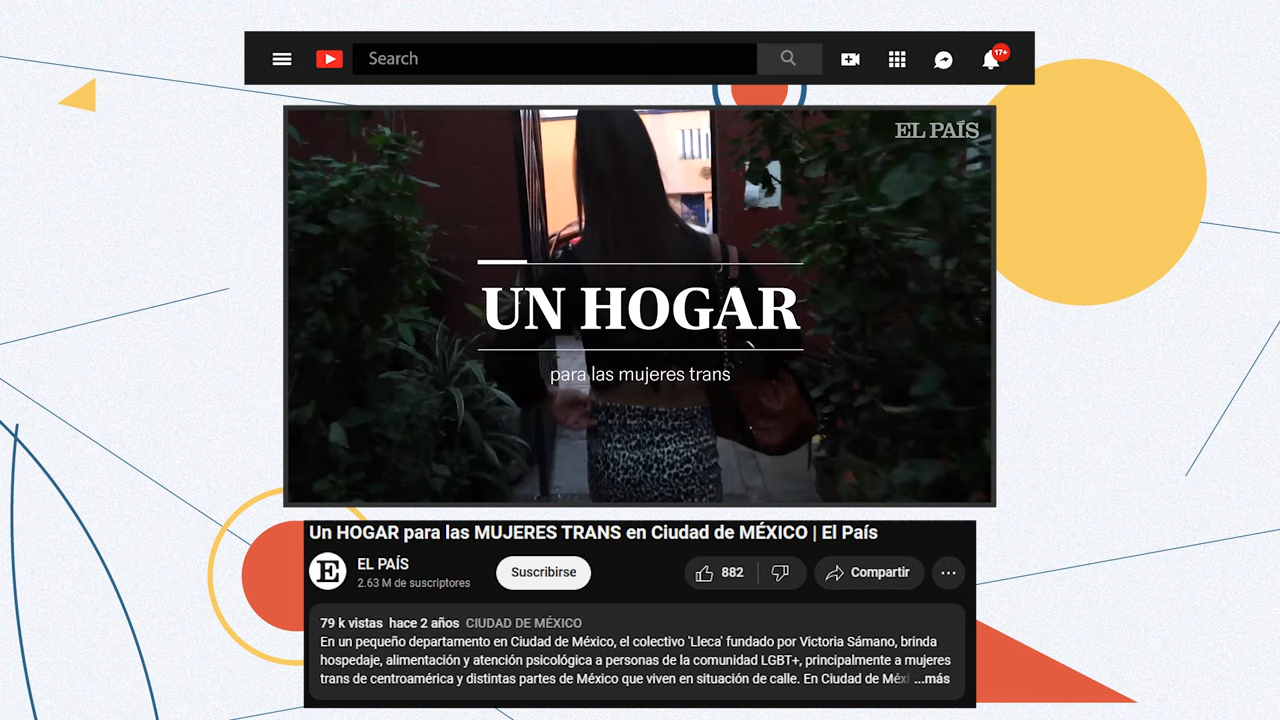 Search
17+
EL PAÍS
UN HOGAR
para las mujeres trans
Un HOGAR para las MUJERES TRANS en Ciudad de MÉXICO | El País
E
EL PAÍS
2.63 M de suscriptores
Suscribirse
882
Compartir
79 k vistas hace 2 años CIUDAD DE MÉXICO
En un pequeño departamento en Ciudad de México, el colectivo 'Lleca' fundado por Victoria Sámano, brinda
hospedaje, alimentación y atención psicológica a personas de la comunidad LGBT+, principalmente a mujeres
trans de centroamérica y distintas partes de México que viven en situación de calle. En Ciudad de Méxi ...más